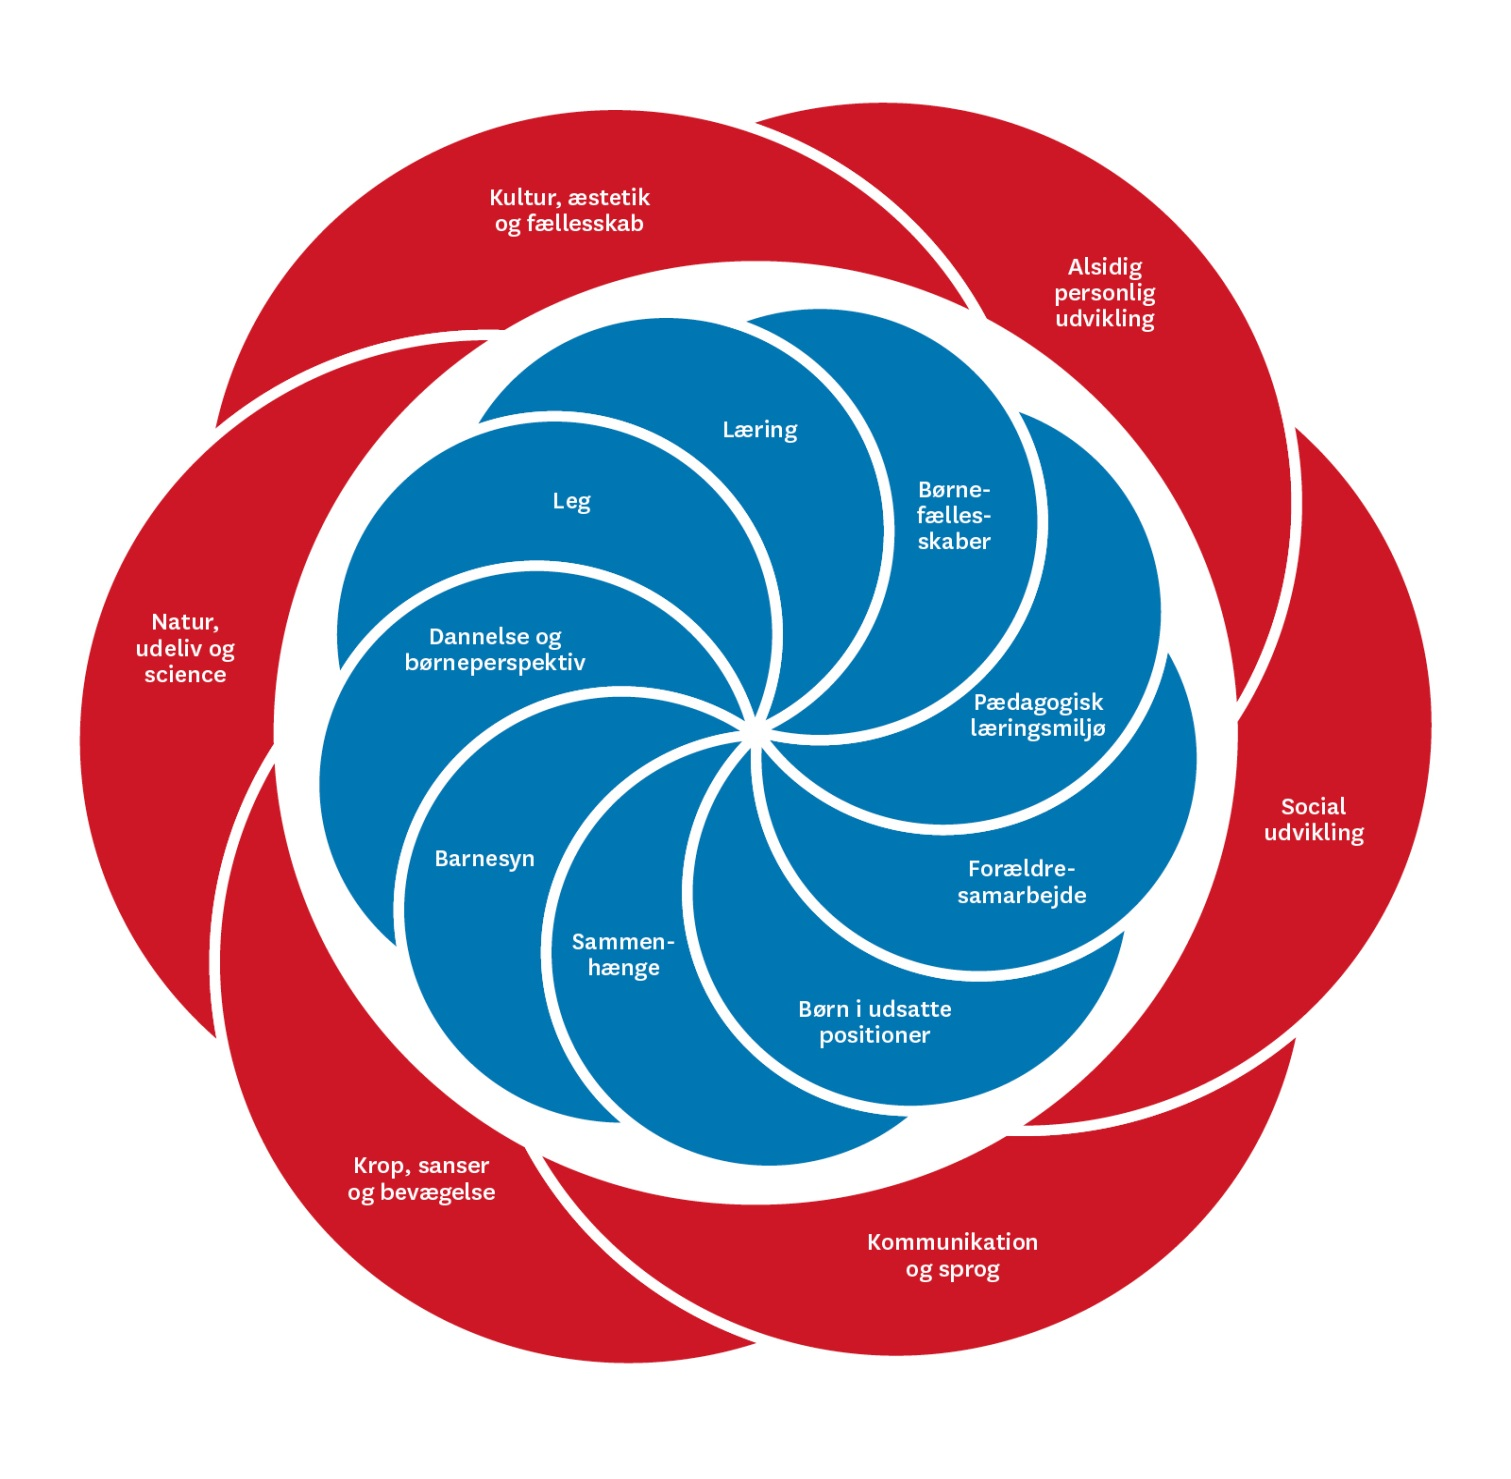 Kultur, æstetik
og fællesskab
Alsidig
personlig
udvikling
Social
udvikling
Kommunikation
og sprog
Krop, sanser
og bevægelse
Natur,
udeliv og
science
Læring
Børne-
fælles-
skaber
Pædagogisk
læringsmiljø
Forældre-
samarbejde
Børn i udsatte
positioner
Sammen-
hænge
Barnesyn
Dannelse og
børneperspektiv
Leg